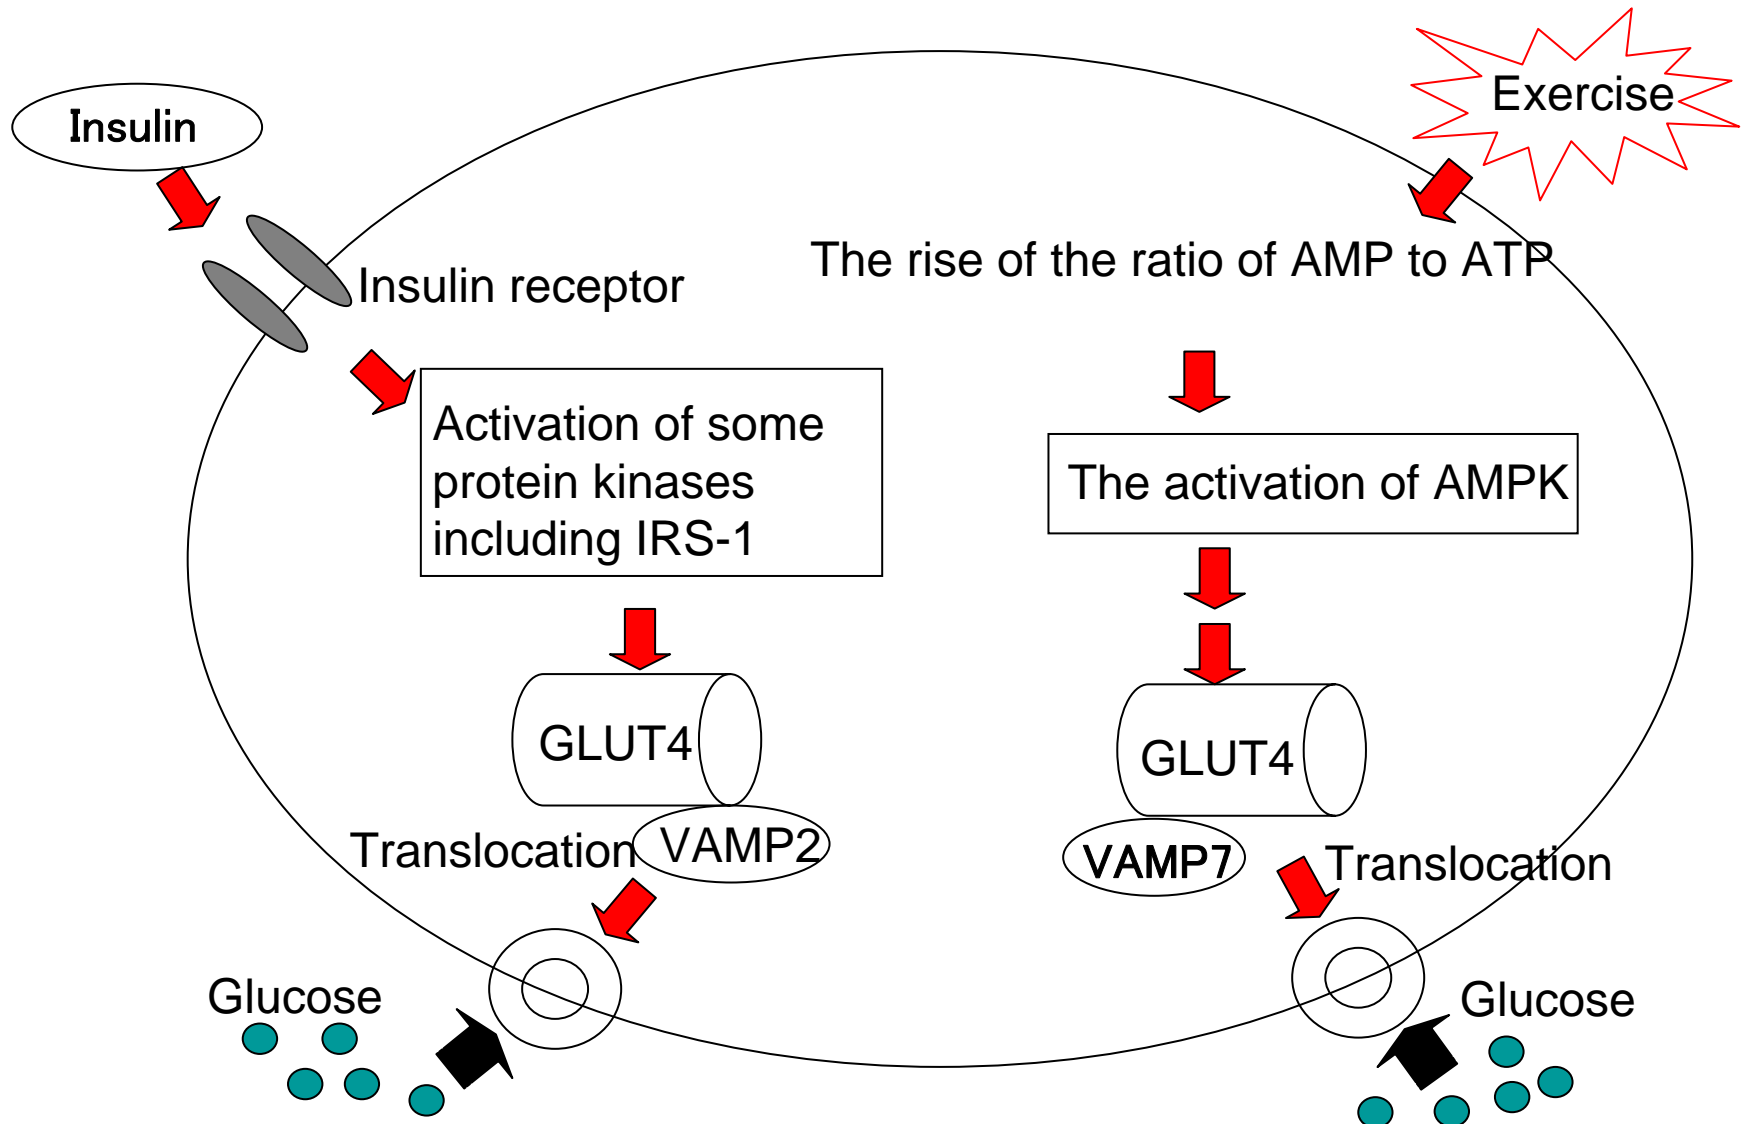 Exercise
Insulin
The rise of the ratio of AMP to ATP
Insulin receptor
Activation of some
protein kinases
including IRS-1
The activation of AMPK
GLUT4
GLUT4
Translocation
VAMP2
VAMP7
Translocation
Glucose
Glucose